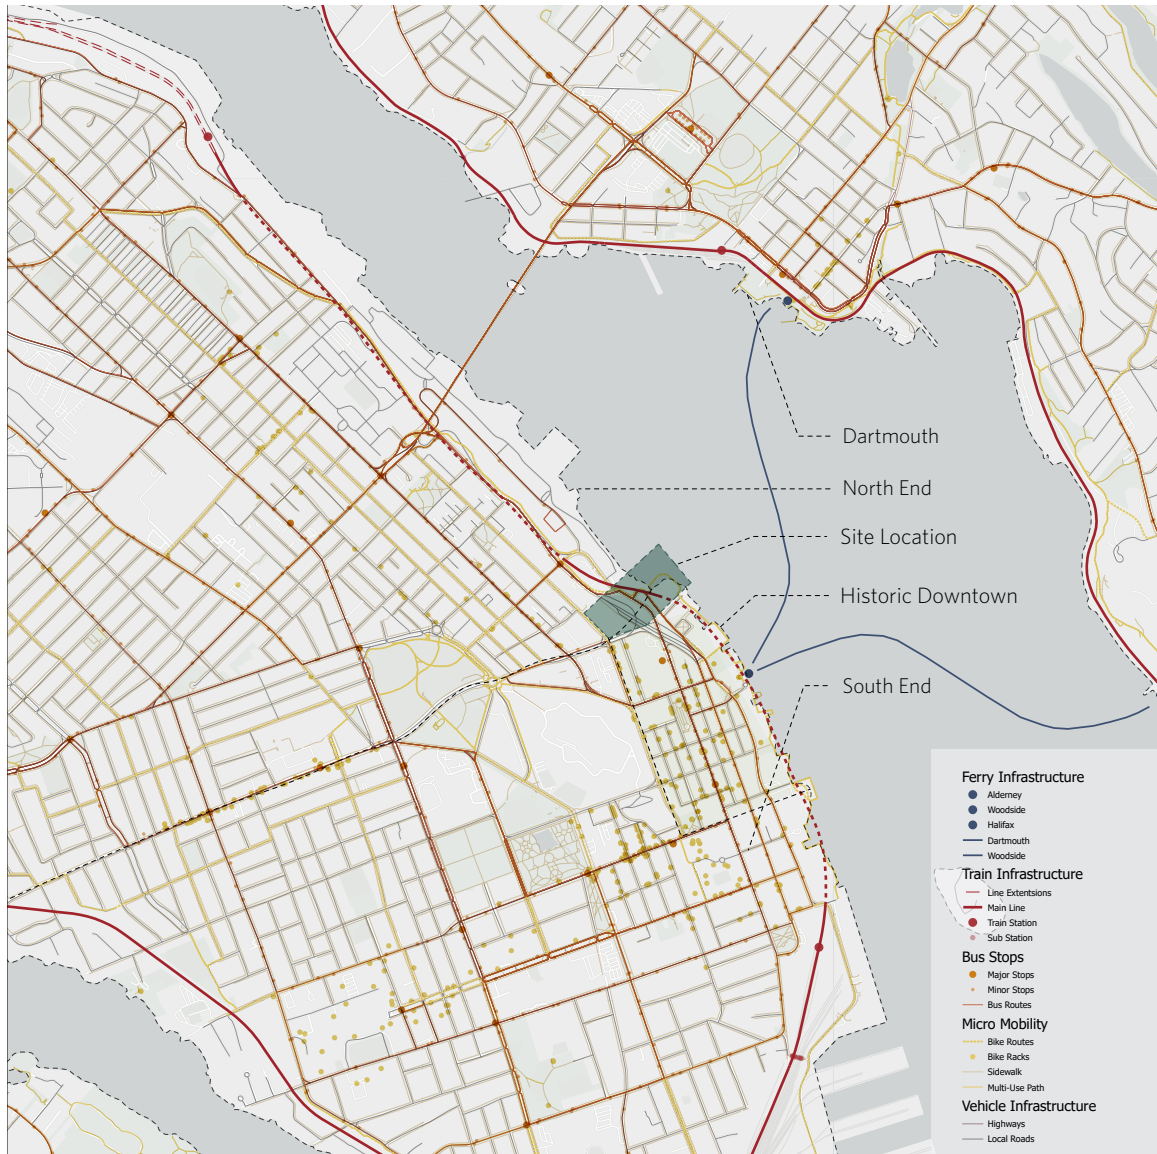 Dartmouth
North End
Site Location
Historic Downtown
South End
Ferry Infrastructure
Alderney
Woodside
Halifax
Dartmouth
Woodside
Train Infrastructure
Line Extentsions
Main Line
Train Station
Sub Station
Bus Stops
Major Stops
Minor Stops
Bus Routes
Micro Mobility
Bike Routes
Bike Racks
Sidewalk
Multi-Use Path
Vehicle Infrastructure
Highways
Local Roads